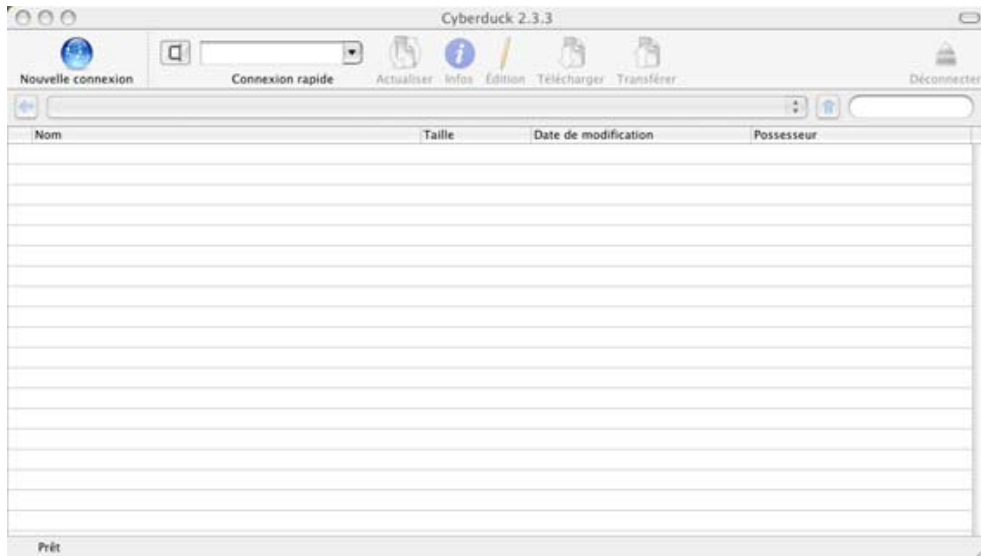 Cyberduck 2.3.3
Nouvelle connexion
Connexion rapide
Actualiser
Infos
Édition
Télécharger
Transférer
Déconnecter
Nom
Taille
Date de modification
Possesseur
Prêt